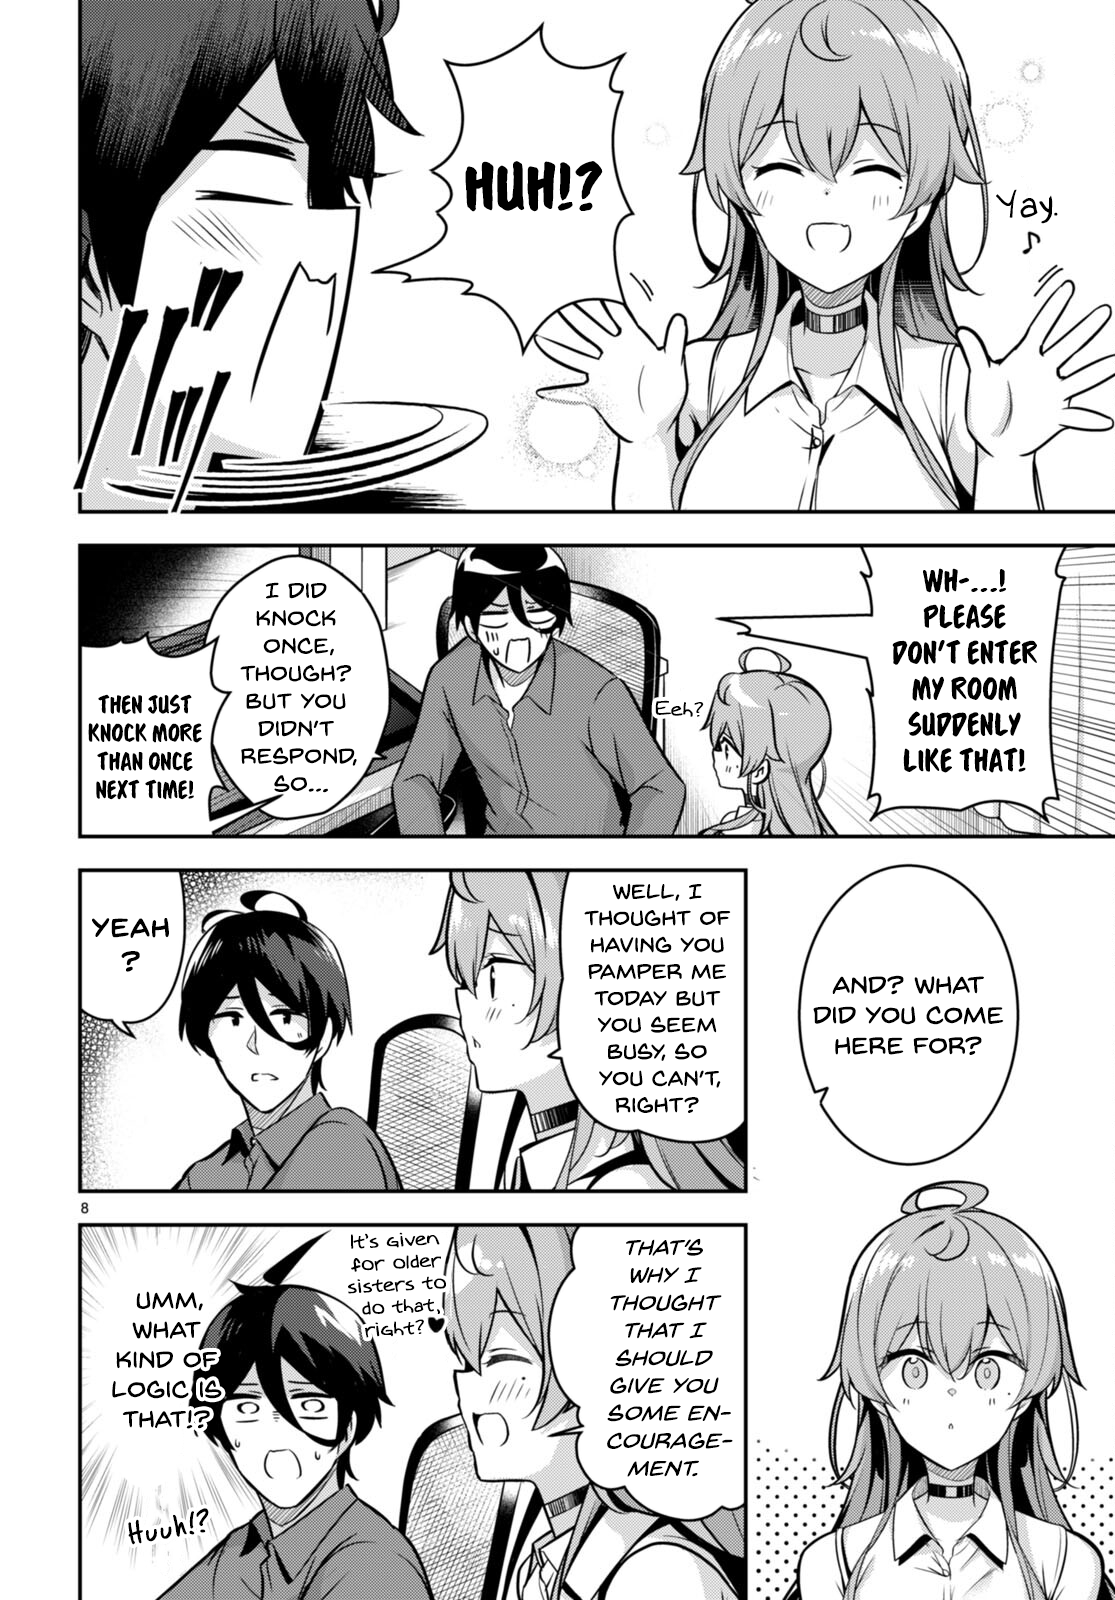 Yay.
HUH!?
WH-...!
PLEASE
DON'T ENTER
MY ROOM
SUDDENLY
LIKE THAT!
Eeh?
I DID
KNOCK
ONCE,
THOUGH?
BUT YOU
DIDN'T
RESPOND,
SO...
THEN JUST
KNOCK MORE
THAN ONCE
NEXT TIME!
AND? WHAT
DID YOU COME
HERE FOR?
WELL, I
THOUGHT OF
HAVING YOU
PAMPER ME
TODAY BUT
YOU SEEM
BUSY, SO
YOU CAN'T,
RIGHT?
YEAH
?
8
THAT'S
WHY I
THOUGHT
THAT I
SHOULD
GIVE YOU
SOME EN-
COURAGE-
MENT.
It's given
for older
sisters to
do that,
right?♥
UMM,
WHAT
KIND OF
LOGIC IS
THAT!?
Huuh!?